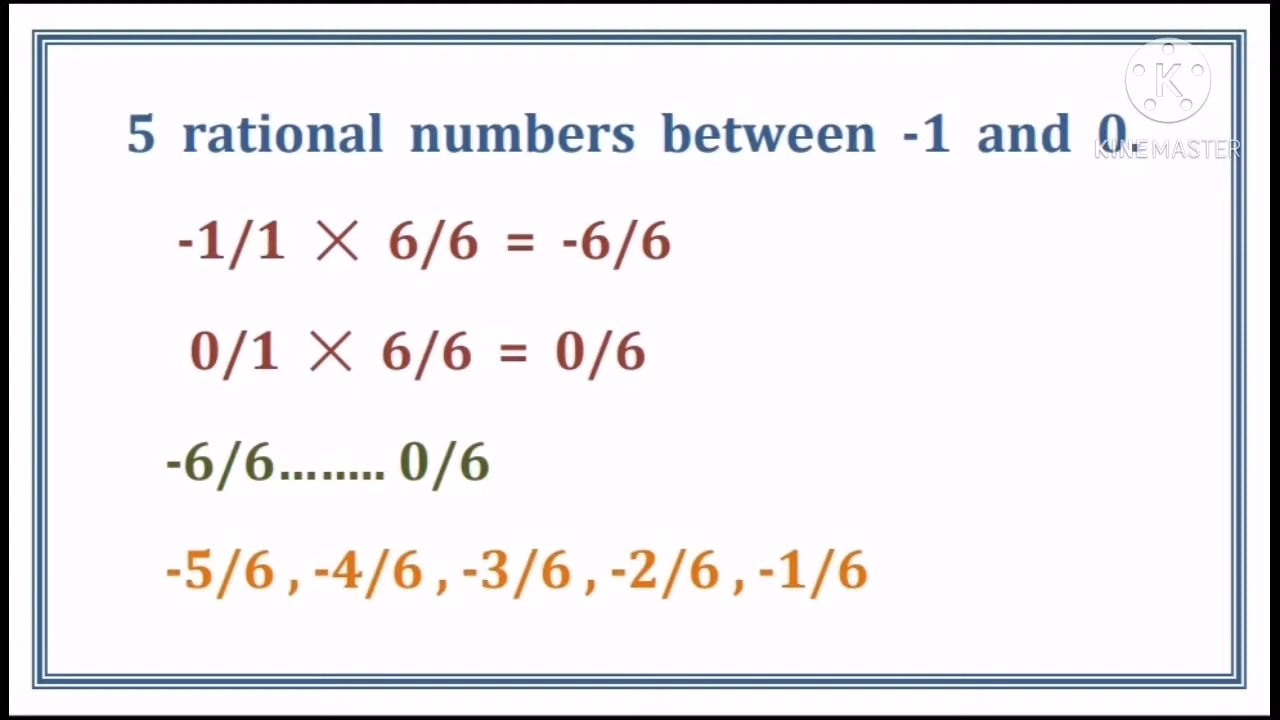 5 rational numbers between -1 and 0.
K
KINEMASTER
-1/1 × 6/6 = -6/6
0/1 × 6/6 = 0/6
-6/6........ 0/6
-5/6 , -4/6 , -3/6 , -2/6 , -1/6